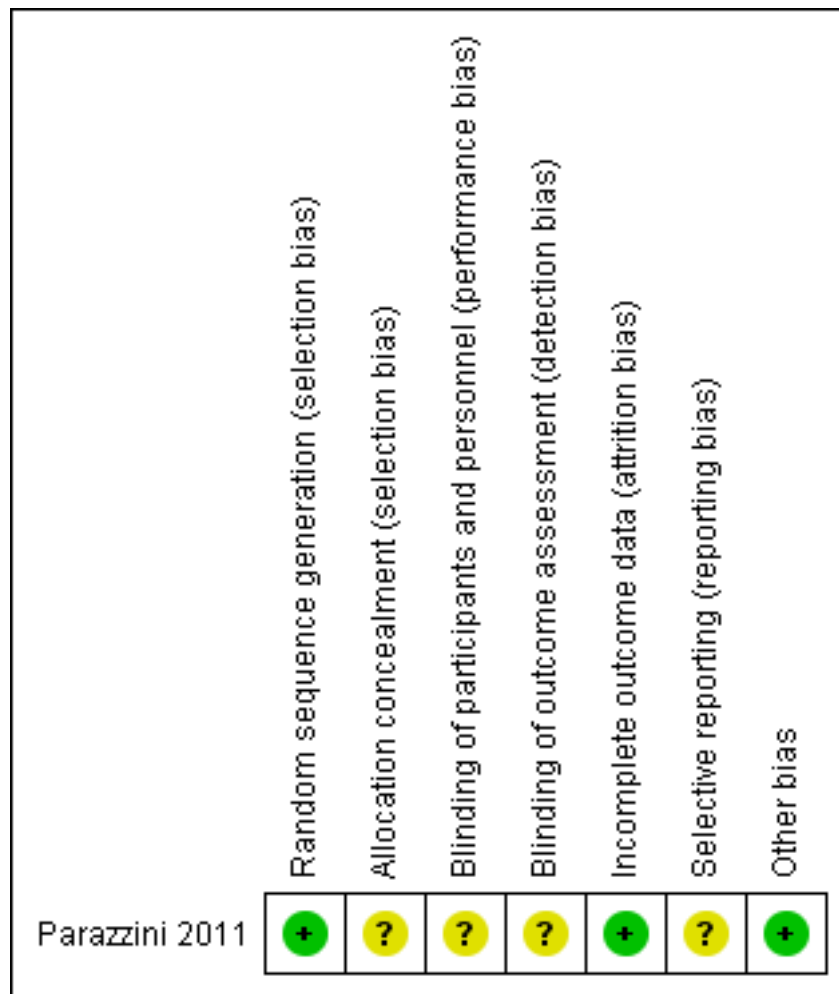 Random sequence generation (selection bias)
Allocation concealment (selection bias)
Blinding of participants and personnel (performance bias)
Blinding of outcome assessment (detection bias)
Incomplete outcome data (attrition bias)
Selective reporting (reporting bias)
Other bias
Parazzini 2011 + ? ? ? + ? +